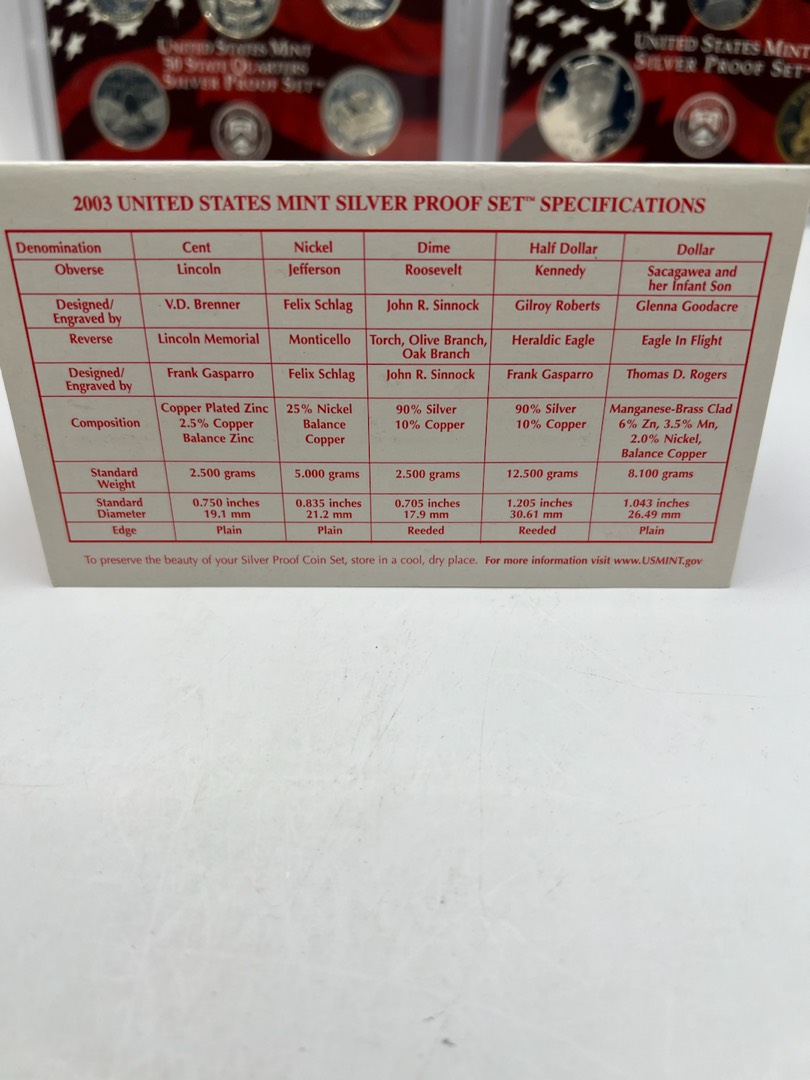 UNITED STATES MINT
50 STATE QUARTERS
SILVER PROOF SET™
UNITED STATES MINT
SILVER PROOF SET
2003 UNITED STATES MINT SILVER PROOF SET™ SPECIFICATIONS
Denomination Cent Nickel Dime Half Dollar Dollar
Obverse Lincoln Jefferson Roosevelt Kennedy Sacagawea and
her Infant Son
Designed/ V.D. Brenner Felix Schlag John R. Sinnock Gilroy Roberts Glenna Goodacre
Engraved by
Reverse Lincoln Memorial Monticello Torch, Olive Branch, Heraldic Eagle Eagle In Flight
Oak Branch
Designed/ Frank Gasparro Felix Schlag John R. Sinnock Frank Gasparro Thomas D. Rogers
Engraved by
Copper Plated Zinc 25% Nickel 90% Silver 90% Silver Manganese-Brass Clad
Composition 2.5% Copper Balance 10% Copper 10% Copper 6% Zn, 3.5% Mn,
Balance Zinc Copper 2.0% Nickel,
Balance Copper
Standard 2.500 grams 5.000 grams 2.500 grams 12.500 grams 8.100 grams
Weight
Standard 0.750 inches 0.835 inches 0.705 inches 1.205 inches 1.043 inches
Diameter 19.1 mm 21.2 mm 17.9 mm 30.61 mm 26.49 mm
Edge Plain Plain Reeded Reeded Plain
To preserve the beauty of your Silver Proof Coin Set, store in a cool, dry place. For more information visit www.USMINT.gov